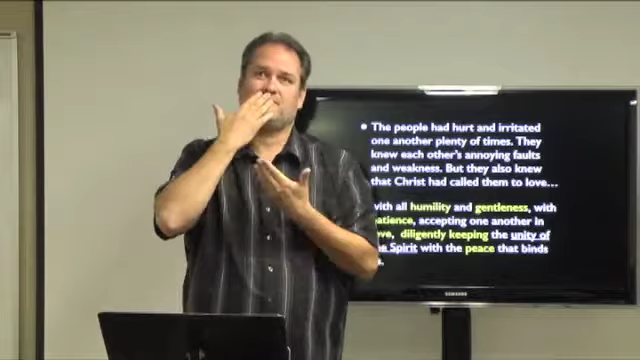 • The people had hurt and irritated
one another plenty of times. They
knew each other's annoying faults
and weakness. But they also knew
that Christ had called them to love...
with all humility and gentleness, with
accepting one another in
diligently keeping the unity of
Spirit with the peace that binds
SAMSUNG